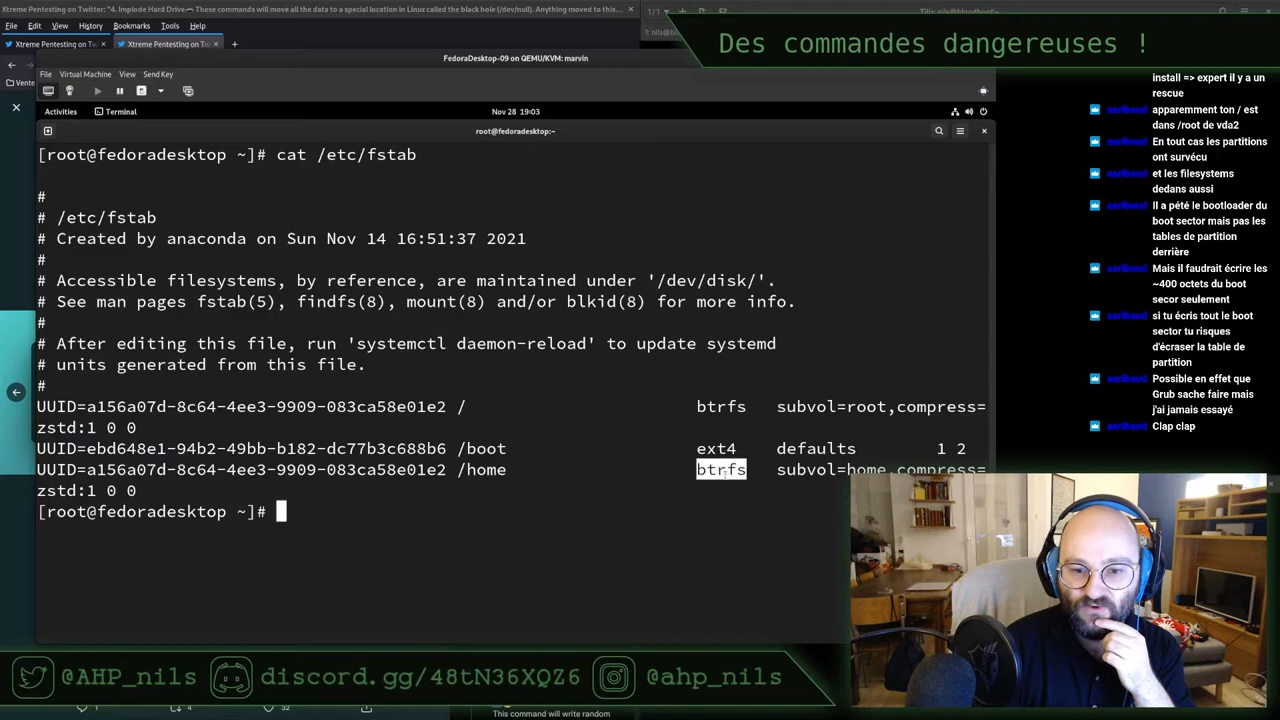 Xtreme Pentesting on Twitter: "4. Implode Hard Drive
These commands will move all the data to a special location in Linux called the black hole (/dev/null). Anything moved to this...
1/1
File Edit View History Bookmarks Tools Help
Xtreme Pentesting on Tw
Xtreme Pentesting on Tw
Des commandes dangereuses !
FedoraDesktop-09 on QEMU/KVM: marvin
File Virtual Machine View Send Key
Vente
Activities Terminal Nov 28 19:03
root@fedoradesktop:~
[root@fedoradesktop ~]# cat /etc/fstab
#
# /etc/fstab
# Created by anaconda on Sun Nov 14 16:51:37 2021
#
# Accessible filesystems, by reference, are maintained under '/dev/disk/'.
# See man pages fstab(5), findfs(8), mount(8) and/or blkid(8) for more info.
#
# After editing this file, run 'systemctl daemon-reload' to update systemd
# units generated from this file.
#
UUID=a156a07d-8c64-4ee3-9909-083ca58e01e2 / btrfs subvol=root,compress=
zstd:1 0 0
UUID=ebd648e1-94b2-49bb-b182-dc77b3c688b6 /boot ext4 defaults 1 2
UUID=a156a07d-8c64-4ee3-9909-083ca58e01e2 /home btrfs subvol=home,compress=
zstd:1 0 0
[root@fedoradesktop ~]#
install => expert il y a un
rescue
apparemment ton / est
dans /root de vda2
En tout cas les partitions
ont survécu
et les filesystems
dedans aussi
Il a pété le bootloader du
boot sector mais pas les
tables de partition
derrière
Mais il faudrait écrire les
~400 octets du boot
secor seulement
si tu écris tout le boot
sector tu risques
d'écraser la table de
partition
Possible en effet que
Grub sache faire mais
j'ai jamais essayé
Clap clap
@AHP_nils discord.gg/48tN36XQZ6 @ahp_nils
This command will write random